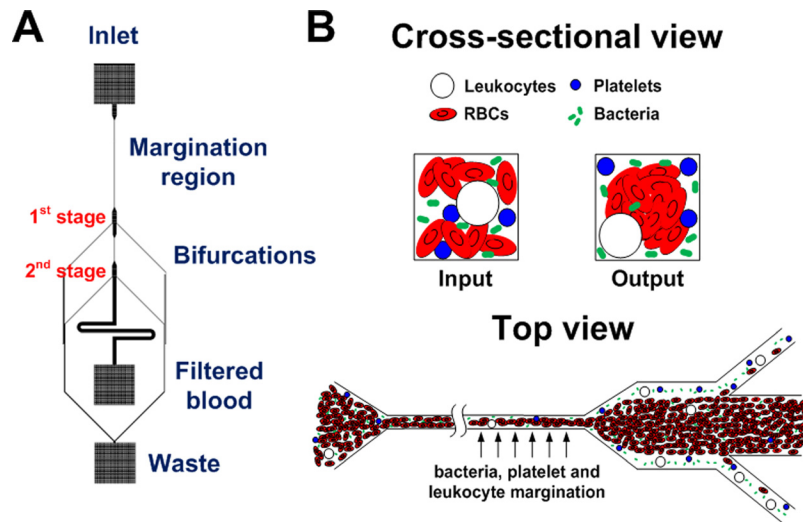 A
Inlet
Margination
region
1st stage
Bifurcations
2nd stage
Filtered
blood
Waste
B
Cross-sectional view
Leukocytes
Platelets
RBCs
Bacteria
Input
Output
Top view
bacteria, platelet and
leukocyte margination